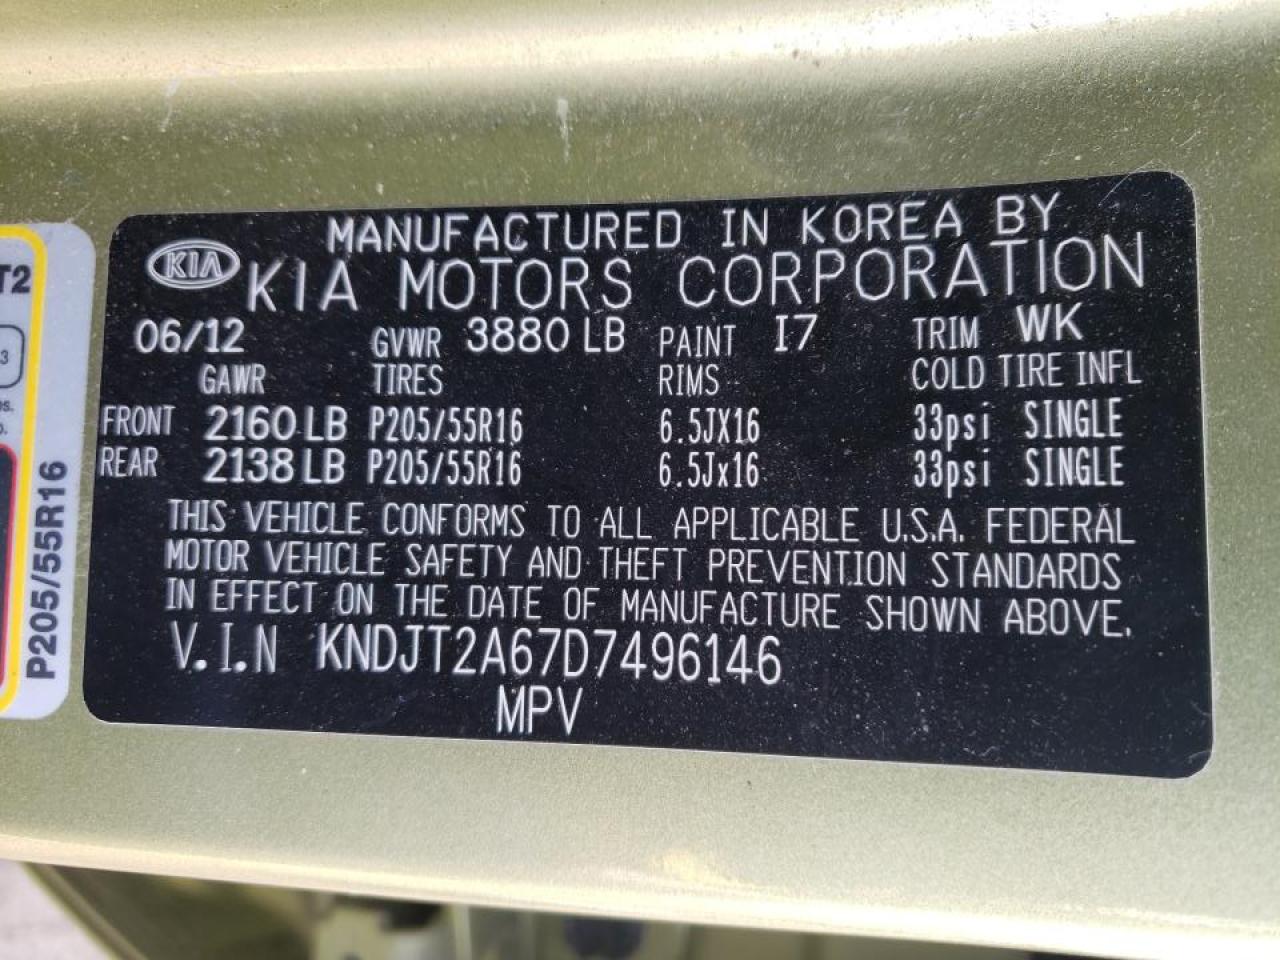 MANUFACTURED IN KOREA BY
KIA KIA MOTORS CORPORATION
06/12 GVWR 3880 LB PAINT I7 TRIM WK
GAWR TIRES RIMS COLD TIRE INFL
FRONT 2160 LB P205/55R16 6.5JX16 33psi SINGLE
REAR 2138 LB P205/55R16 6.5Jx16 33psi SINGLE
THIS VEHICLE CONFORMS TO ALL APPLICABLE U.S.A. FEDERAL
MOTOR VEHICLE SAFETY AND THEFT PREVENTION STANDARDS
IN EFFECT ON THE DATE OF MANUFACTURE SHOWN ABOVE.
V.I.N KNDJT2A67D7496146
MPV
T2
3
P205/55R16